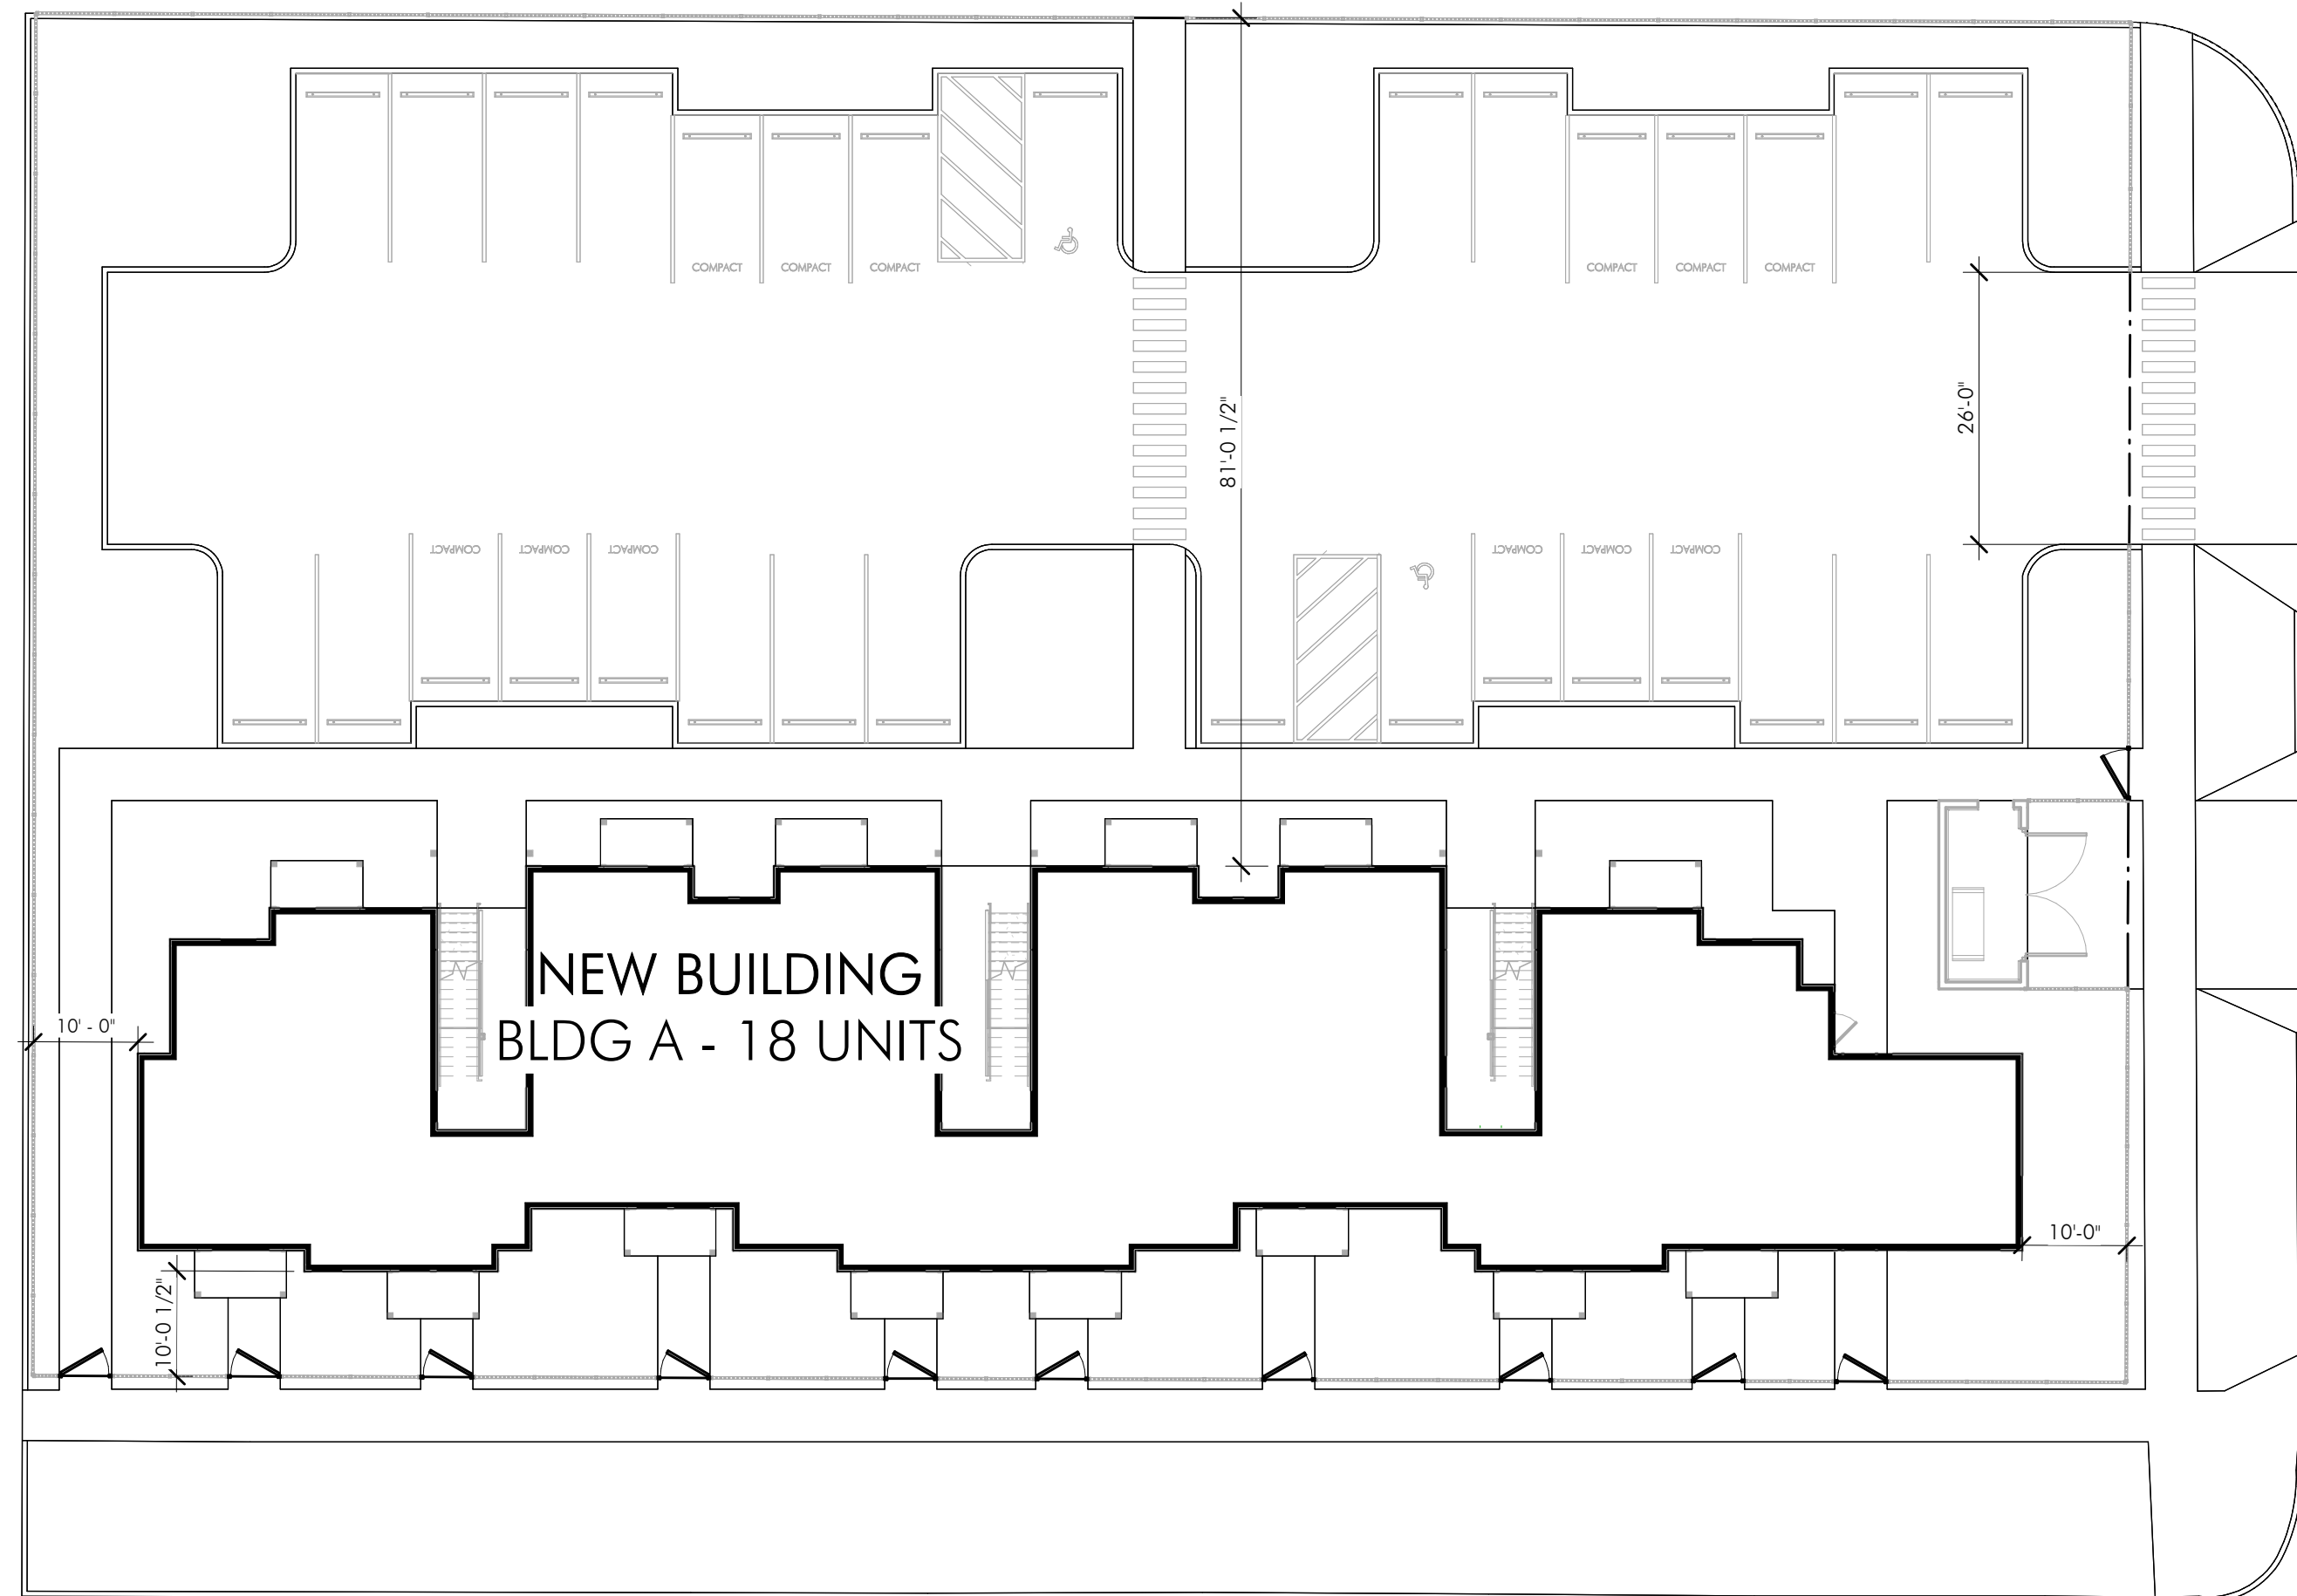 COMPACT
COMPACT
COMPACT
COMPACT
COMPACT
COMPACT
81'-0 1/2"
26'-0"
COMPACT
COMPACT
COMPACT
COMPACT
COMPACT
COMPACT
NEW BUILDING
BLDG A - 18 UNITS
10' - 0"
10'-0"
10'-0 1/2"